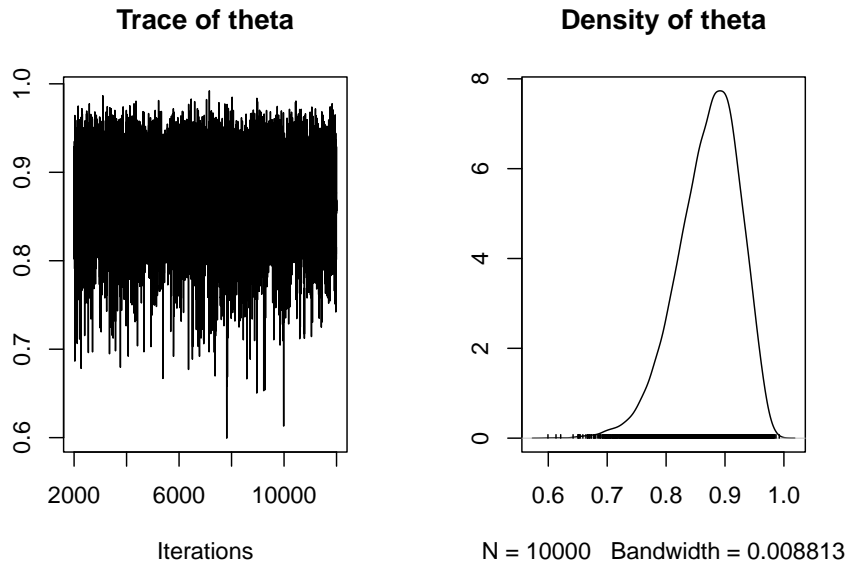 Trace of theta
1.0
0.9
0.8
0.7
0.6
2000 6000 10000
Iterations
Density of theta
8
6
4
2
0
0.6 0.7 0.8 0.9 1.0
N = 10000 Bandwidth = 0.008813